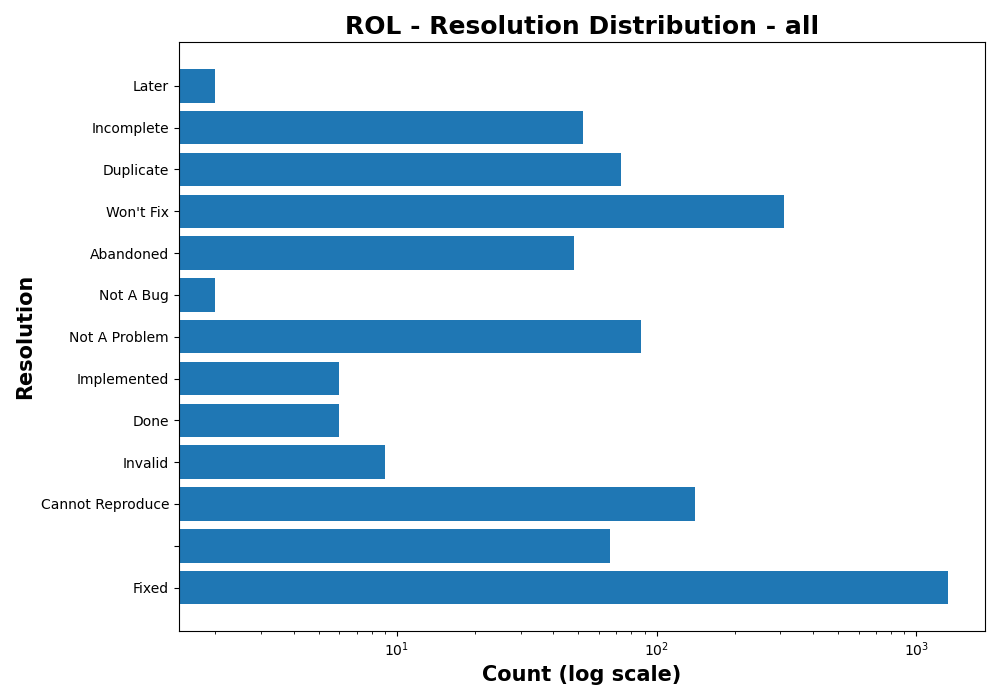 ROL - Resolution Distribution - all
Later
Incomplete
Duplicate
Won't Fix
Abandoned
Not A Bug
Not A Problem
Implemented
Done
Invalid
Cannot Reproduce
Fixed
Resolution
10¹ 10² 10³
Count (log scale)